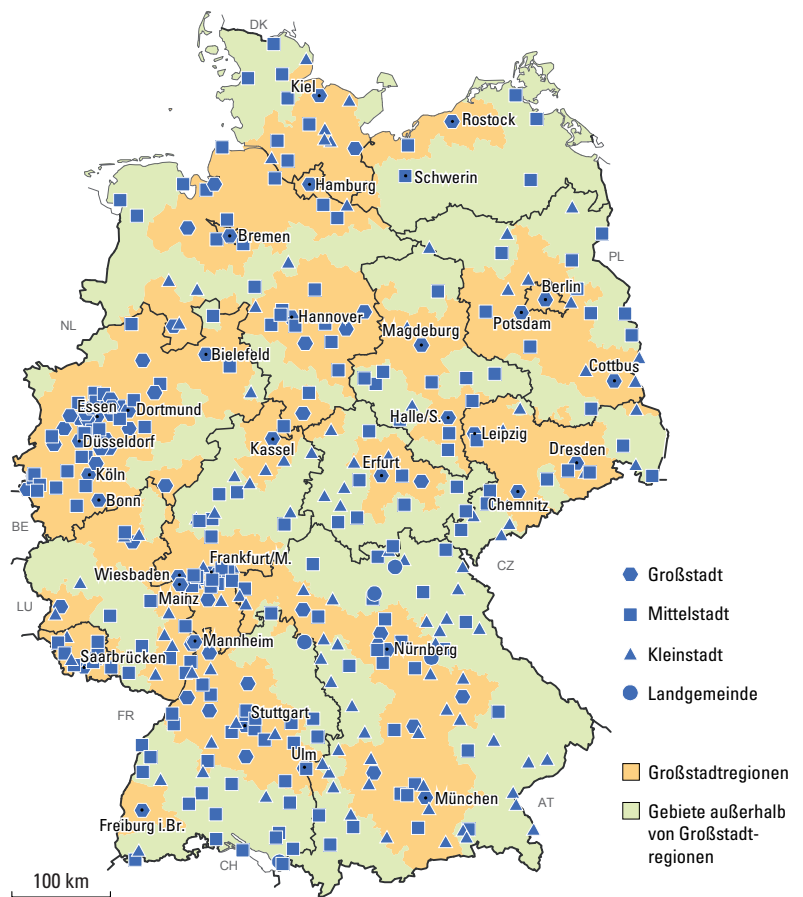 DK
Kiel
Rostock
Schwerin
Hamburg
Bremen
PL
Berlin
Potsdam
NL
Hannover
Magdeburg
Bielefeld
Cottbus
Essen
Dortmund
Halle/S.
Leipzig
Düsseldorf
Kassel
Dresden
Köln
Erfurt
Bonn
Chemnitz
BE
Frankfurt/M.
CZ
Wiesbaden
Großstadt
LU
Mainz
Mittelstadt
Mannheim
Nürnberg
Kleinstadt
Saarbrücken
Landgemeinde
FR
Stuttgart
Ulm
Großstadtregionen
München
AT
Freiburg i.Br.
Gebiete außerhalb
von Großstadt-
regionen
CH
100 km